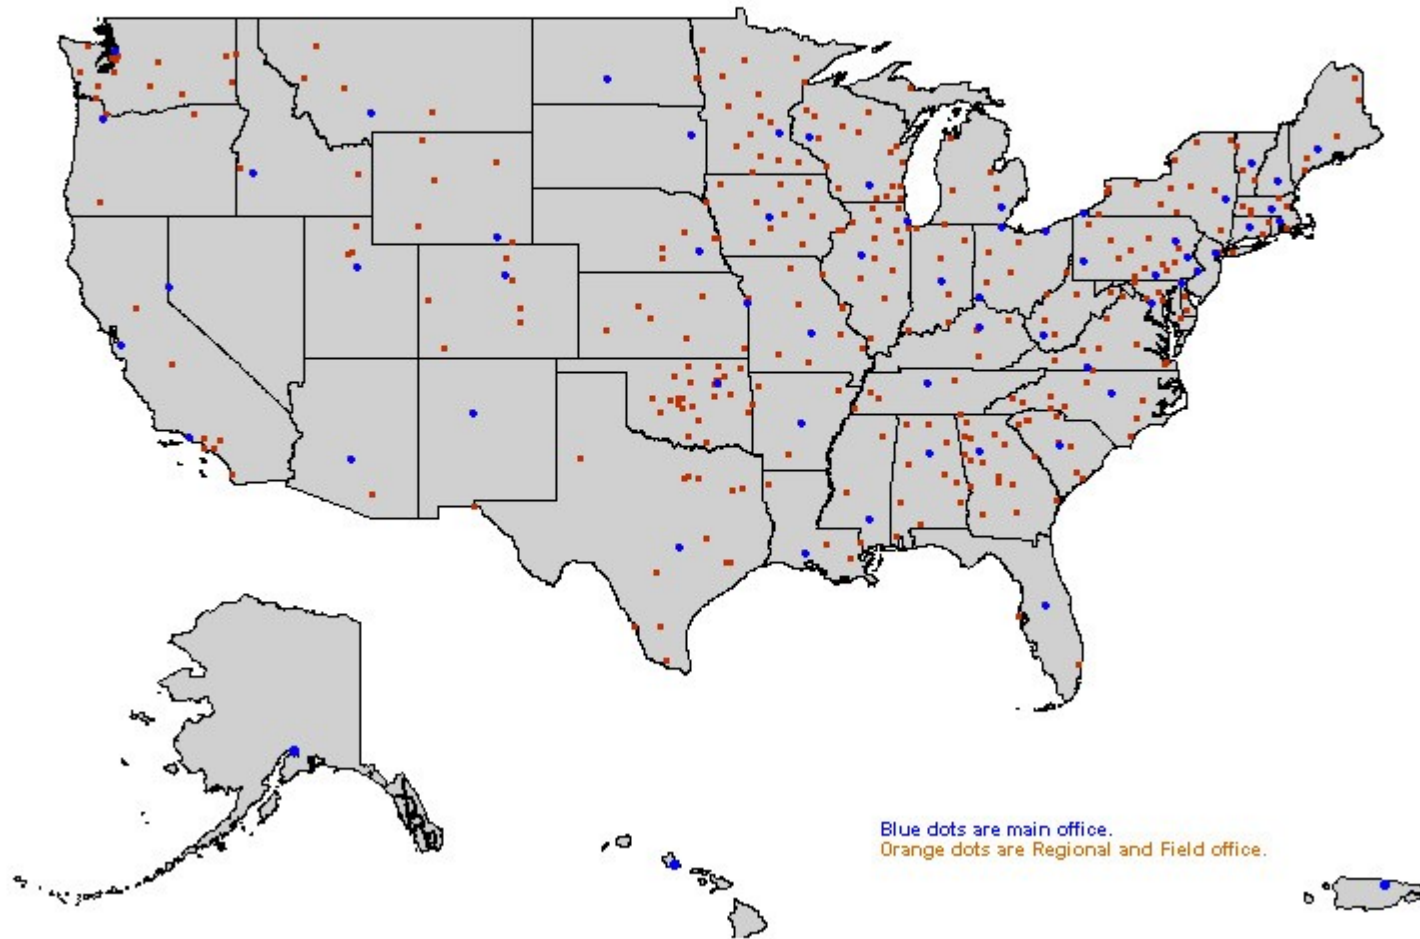 Blue dots are main office.
Orange dots are Regional and Field office.